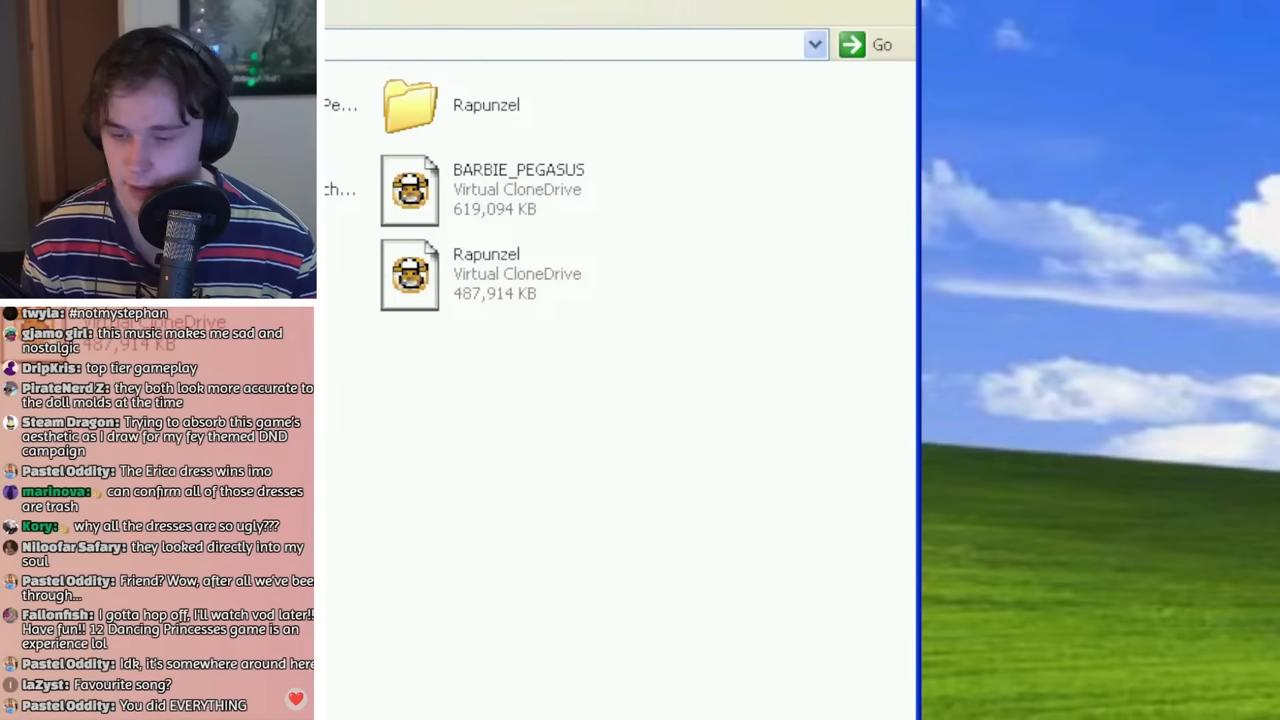 Go
Pe...
Rapunzel
ch...
BARBIE_PEGASUS
Virtual CloneDrive
619,094 KB
Rapunzel
Virtual CloneDrive
487,914 KB
Virtual CloneDrive
487,914 KB
twyla: #notmystephan
gjamo girl: this music makes me sad and
nostalgic
DripKris: top tier gameplay
PirateNerd Z: they both look more accurate to
the doll molds at the time
Steam Dragon: Trying to absorb this game's
aesthetic as I draw for my fey themed DND
campaign
Pastel Oddity: The Erica dress wins imo
marinova: can confirm all of those dresses
are trash
Kory: why all the dresses are so ugly???
Niloofar Safary: they looked directly into my
soul
Pastel Oddity: Friend? Wow, after all we've bee
through...
Fallonfish: I gotta hop off, I'll watch vod later!!
Have fun!! 12 Dancing Princesses game is an
experience lol
Pastel Oddity: Idk, it's somewhere around here
laZyst: Favourite song?
Pastel Oddity: You did EVERYTHING